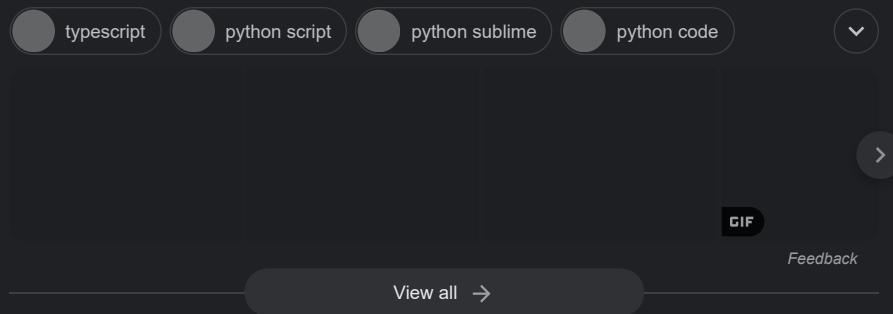 typescript
python script
python sublime
python code
GIF
Feedback
View all